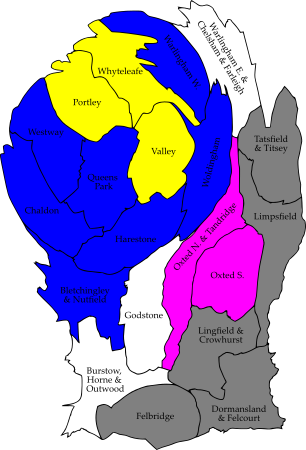 Warlingham E.
& Chelsham & Farleigh
Warlingham W.
Whyteleafe
Portley
Tatsfield
& Titsey
Westway
Valley
Woldingham
Queens
Park
Chaldon
Limpsfield
Harestone
Oxted N. & Tandridge
Oxted S.
Bletchingley
& Nutfield
Godstone
Lingfield &
Crowhurst
Burstow,
Horne &
Outwood
Felbridge
Dormansland
& Felcourt